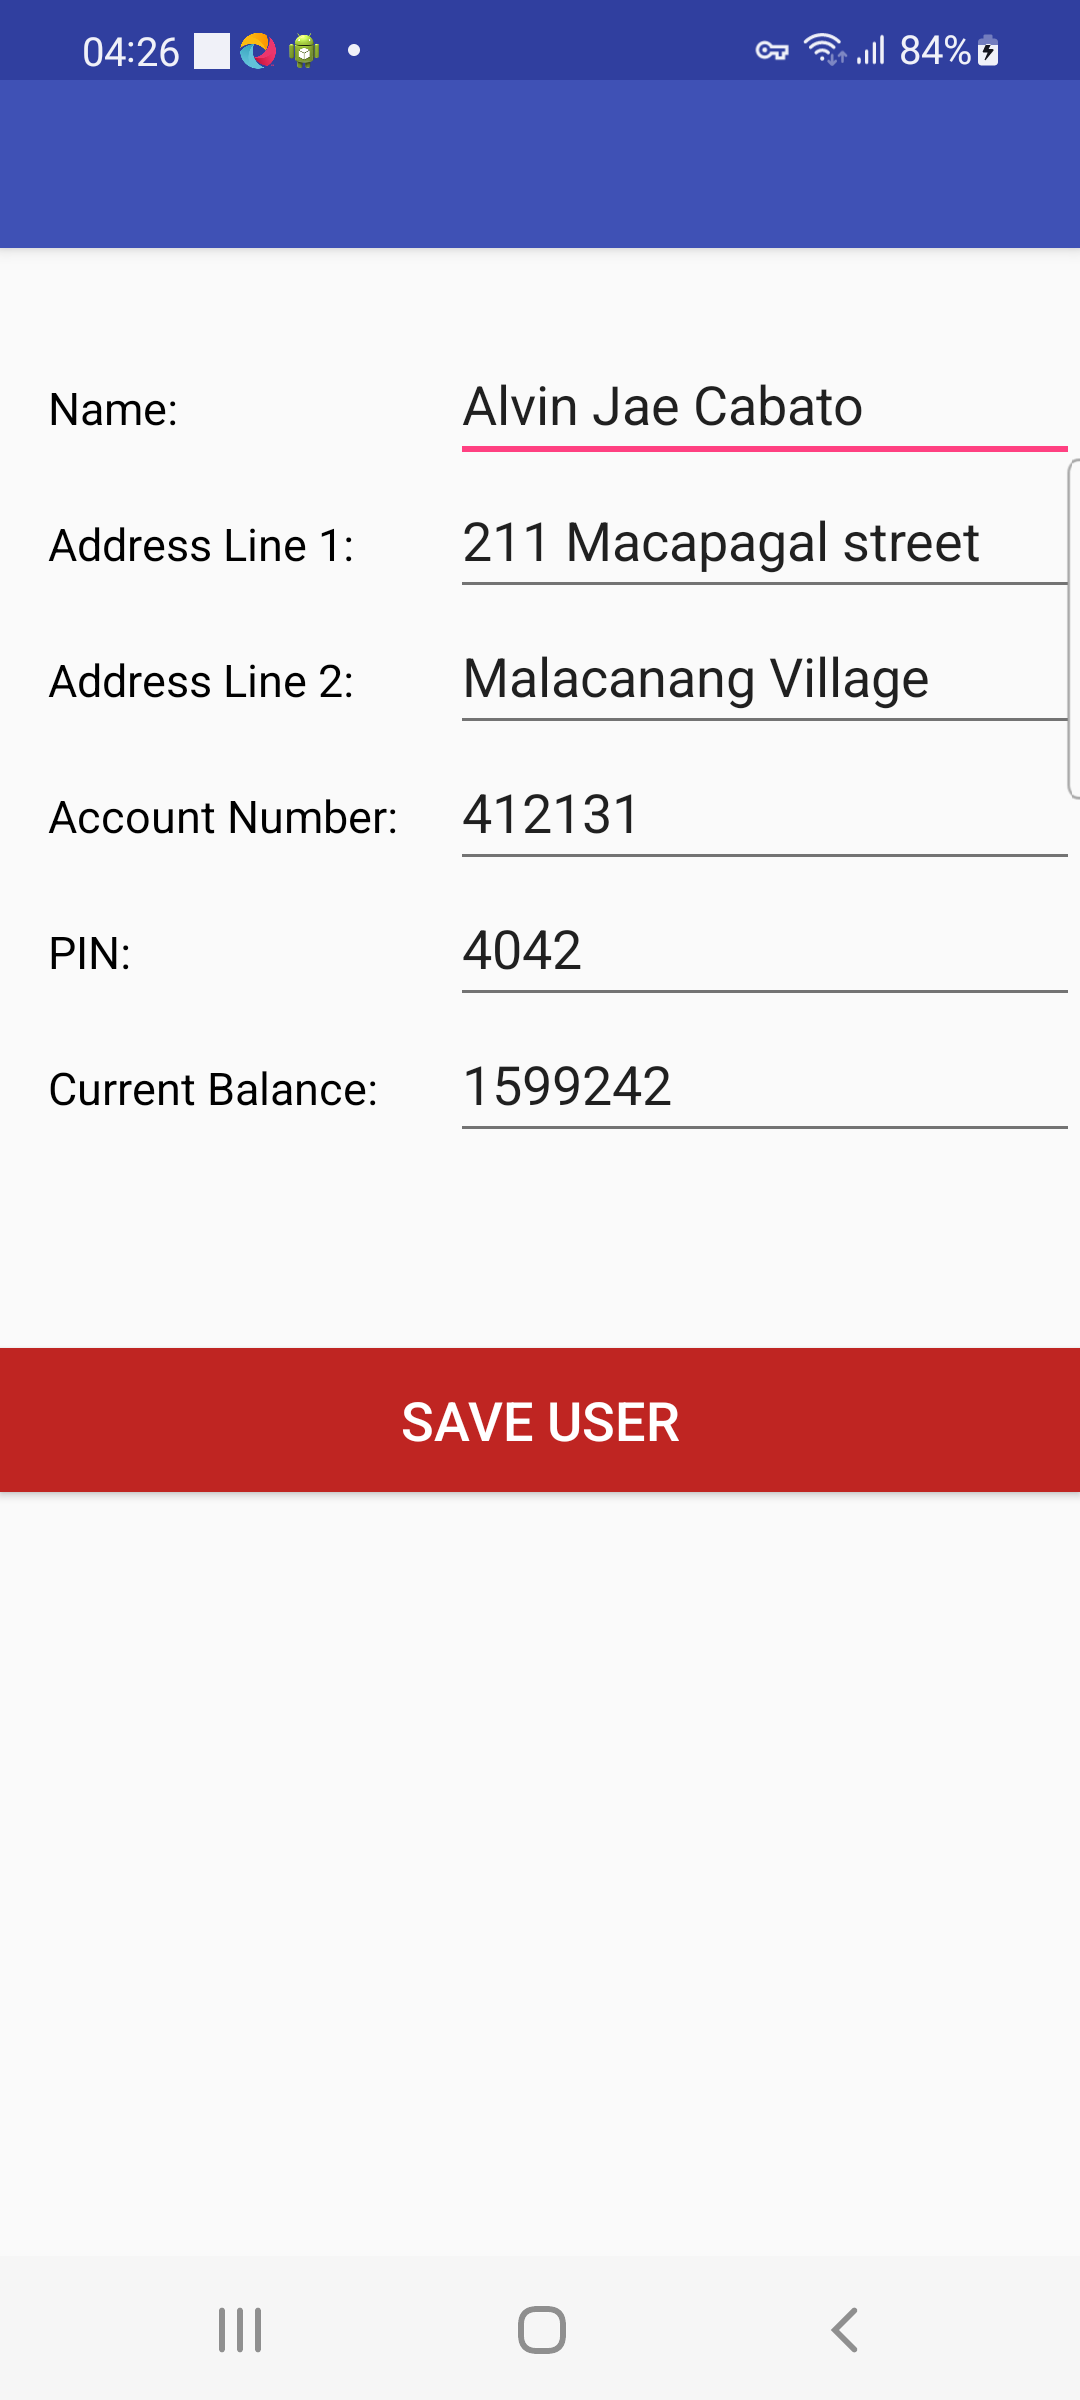 04:26 84%
Name: Alvin Jae Cabato
Address Line 1: 211 Macapagal street
Address Line 2: Malacanang Village
Account Number: 412131
PIN: 4042
Current Balance: 1599242
SAVE USER